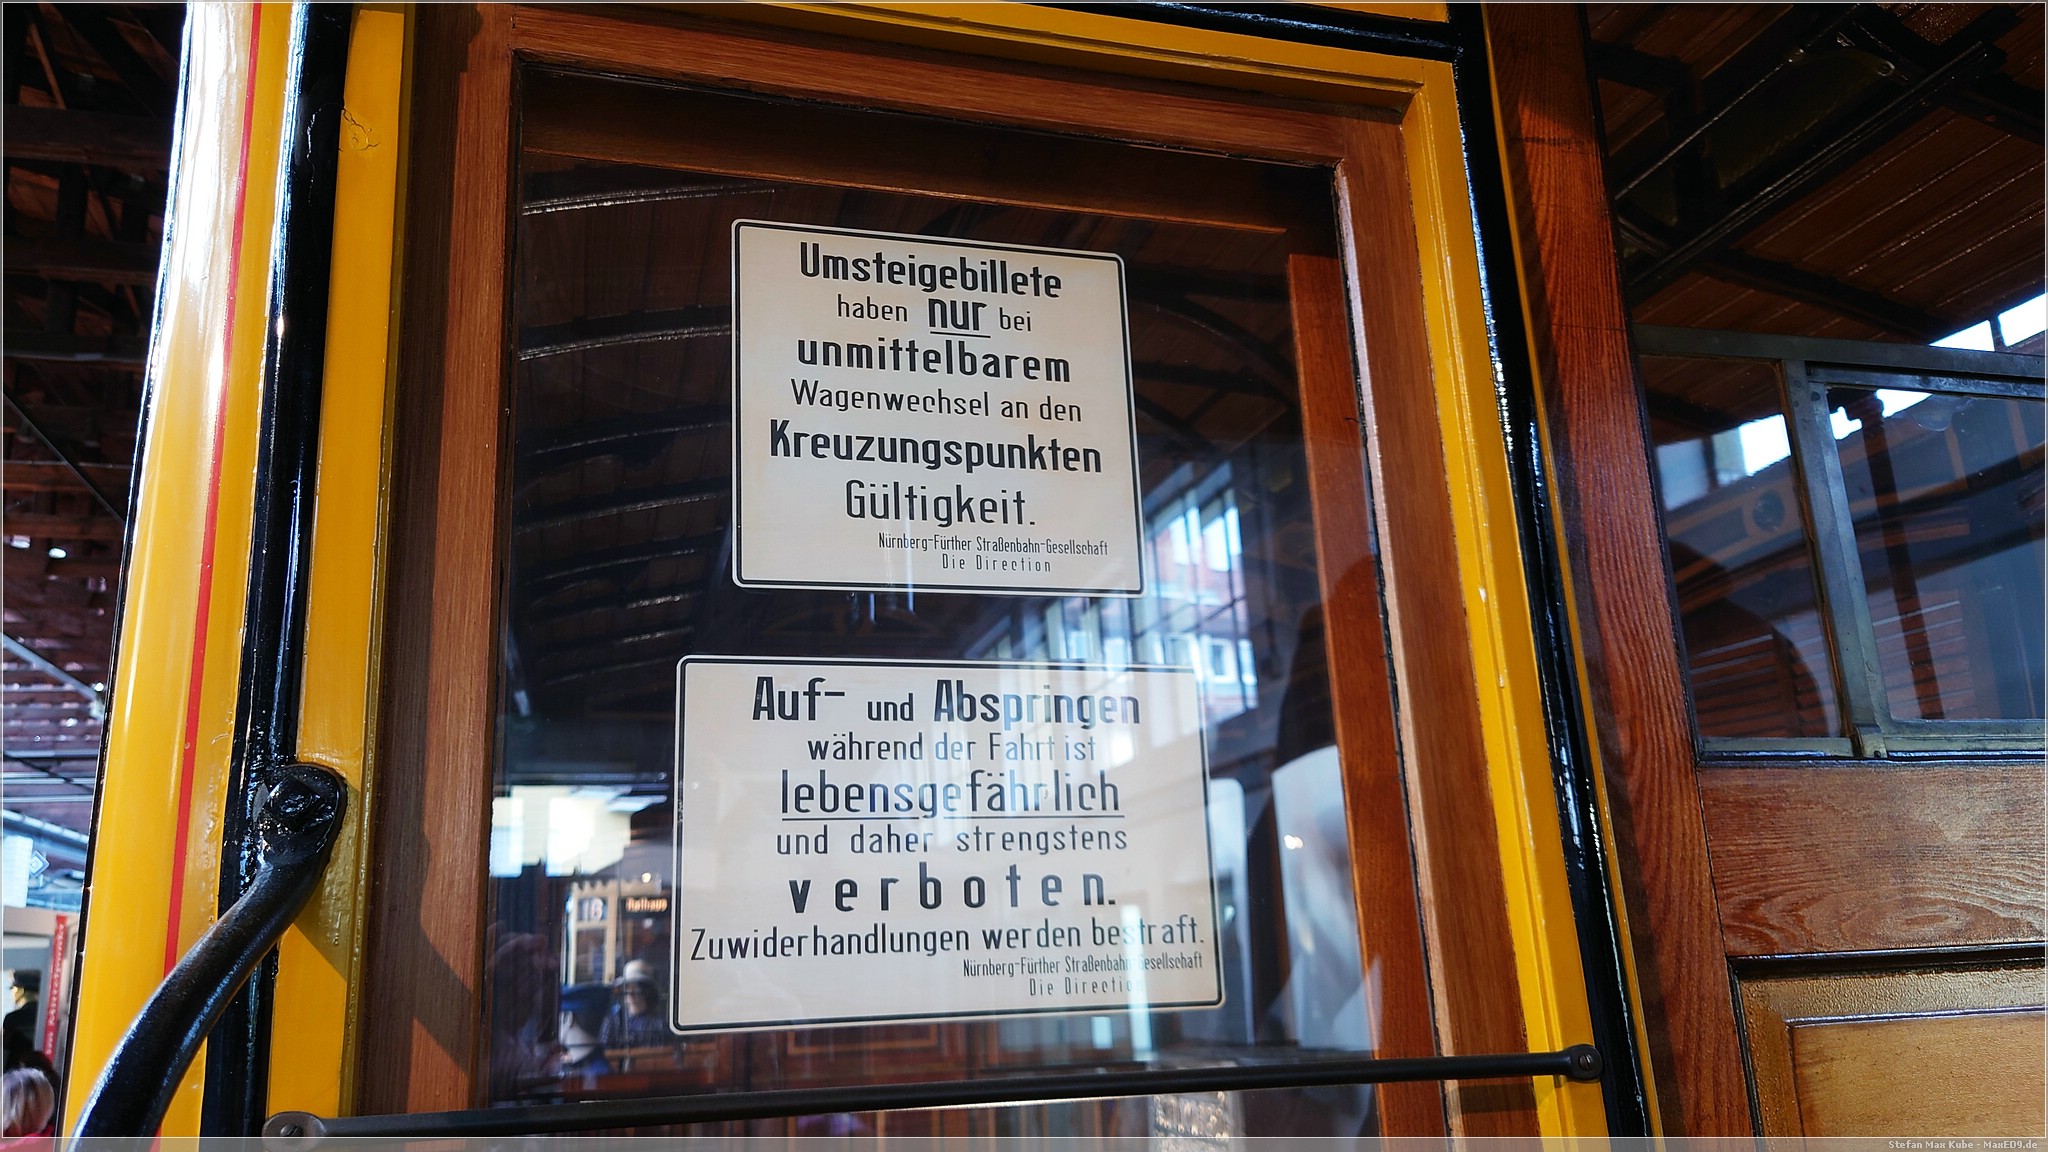 Umsteigebillete
haben nur bei
unmittelbarem
Wagenwechsel an den
Kreuzungspunkten
Gültigkeit.
Nürnberg-Fürther Straßenbahn-Gesellschaft
Die Direction
Auf- und Abspringen
während der Fahrt ist
lebensgefährlich
und daher strengstens
verboten.
Zuwiderhandlungen werden bestraft.
Nürnberg-Fürther Straßenbahn-Gesellschaft
Die Direction
Rathaus
Stefan Max Kube - MaxED9.de